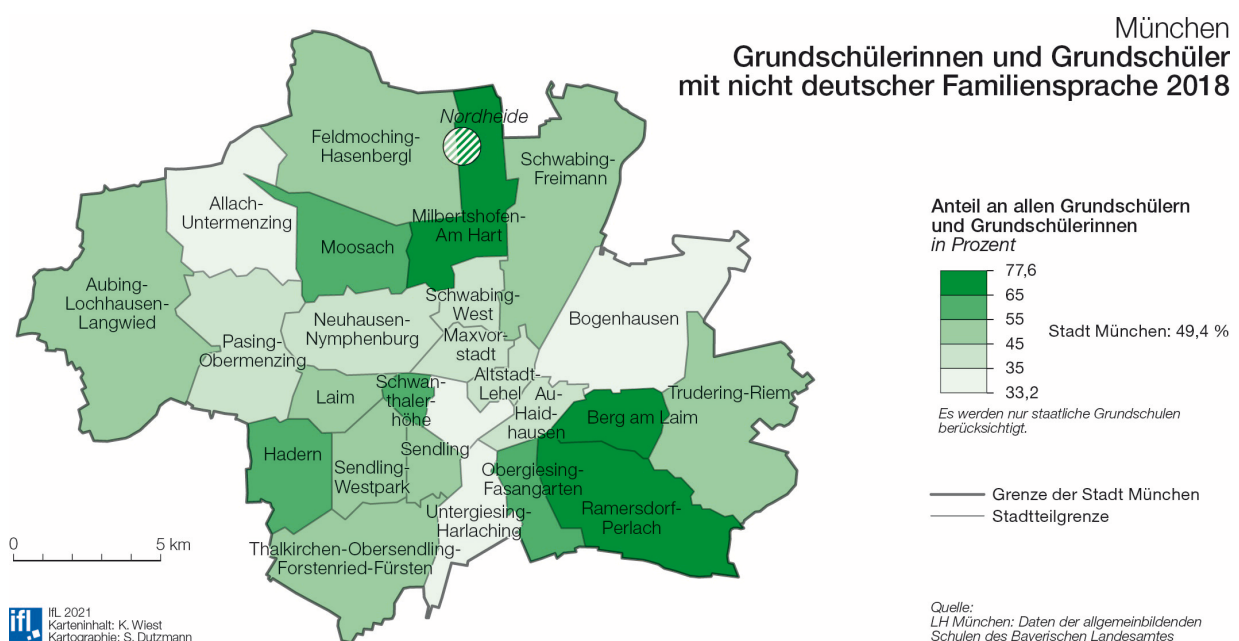 München
Grundschülerinnen und Grundschüler
mit nicht deutscher Familiensprache 2018
Nordheide
Feldmoching-
Hasenbergl
Schwabing-
Freimann
Allach-
Untermenzing
Milbertshofen-
Am Hart
Moosach
Aubing-
Lochhausen-
Langwied
Schwabing-
West
Neuhausen-
Nymphenburg
Bogenhausen
Pasing-
Obermenzing
Maxvor-
stadt
Altstadt-
Lehel
Schwan-
thaler-
höhe
Laim
Au-
Haid-
hausen
Trudering-Riem
Berg am Laim
Hadern
Sendling
Sendling-
Westpark
Obergiesing-
Fasangarten
Untergiesing-
Harlaching
Ramersdorf-
Perlach
Thalkirchen-Obersendling-
Forstenried-Fürsten
Anteil an allen Grundschülern
und Grundschülerinnen
in Prozent
77,6
65
55
45
35
33,2
Stadt München: 49,4 %
Es werden nur staatliche Grundschulen
berücksichtigt.
Grenze der Stadt München
Stadtteilgrenze
0 5 km
ifl
IfL 2021
Karteninhalt: K. Wiest
Kartographie: S. Dutzmann
Quelle:
LH München: Daten der allgemeinbildenden
Schulen des Bayerischen Landesamtes